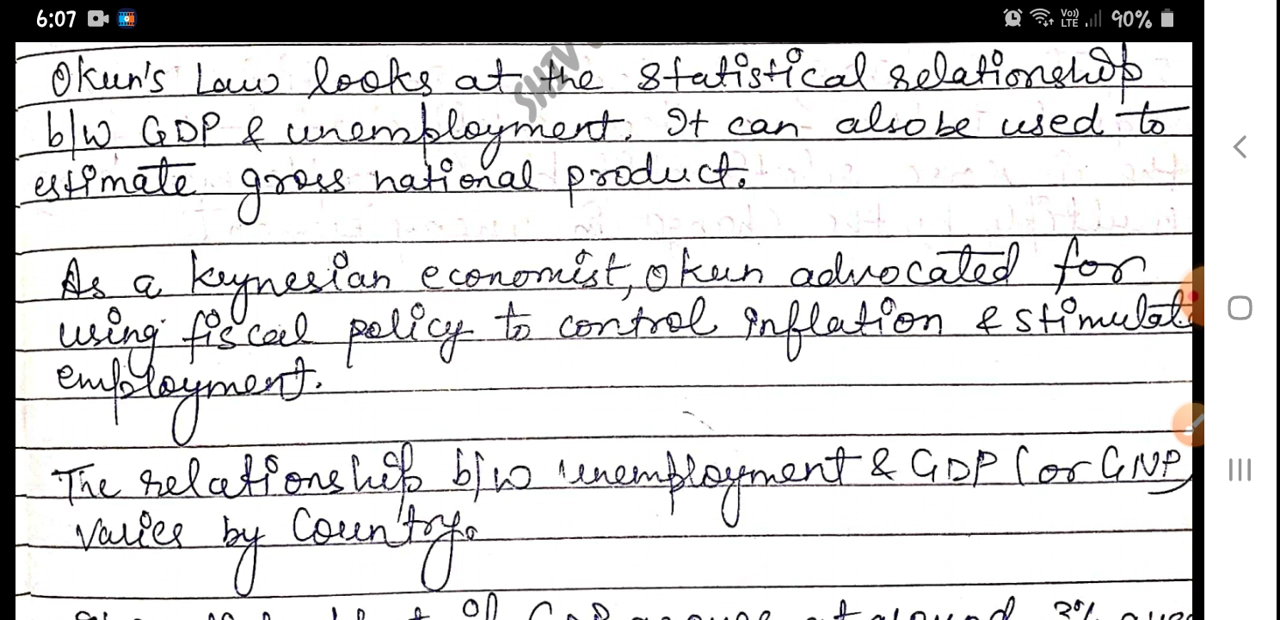 6:07
Vo))
LTE
90%
Okun's Law looks at the statistical relationship
b/w GDP & unemployment. It can also be used to
estimate gross national product.
As a keynesian economist, Okun advocated for
using fiscal policy to control inflation & stimulate
employment.
The relationship b/w unemployment & GDP (or GNP)
varies by Country.